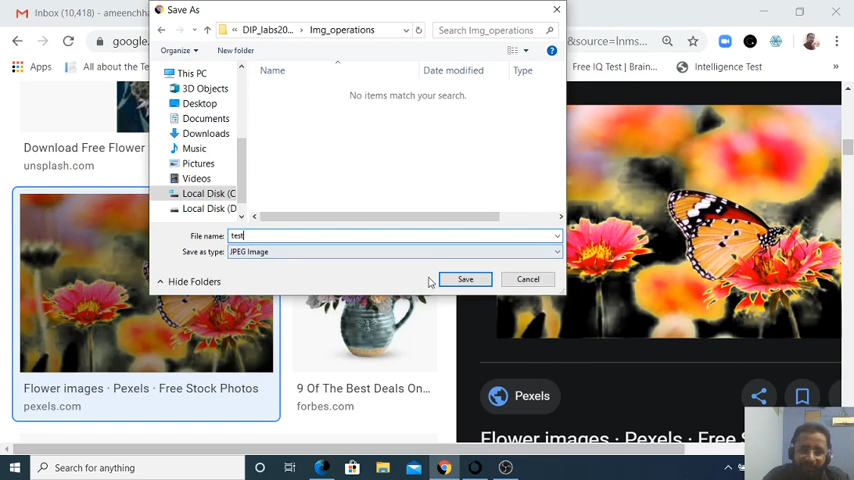 Inbox (10,418) - ameenchha
Save As
google.
DIP_labs20... > Img_operations
Search Img_operations
&source=lnms
Organize
New folder
Apps
All about the Te
Free IQ Test | Brain...
Intelligence Test
This PC
3D Objects
Desktop
Documents
Downloads
Music
Pictures
Videos
Local Disk (C
Local Disk (D
Name
Date modified
Type
No items match your search.
File name:
test
Save as type:
JPEG Image
Hide Folders
Save
Cancel
Download Free Flower
unsplash.com
Flower images · Pexels · Free Stock Photos
pexels.com
9 Of The Best Deals On...
forbes.com
Pexels
Flower images · Pexels · Free S
Search for anything